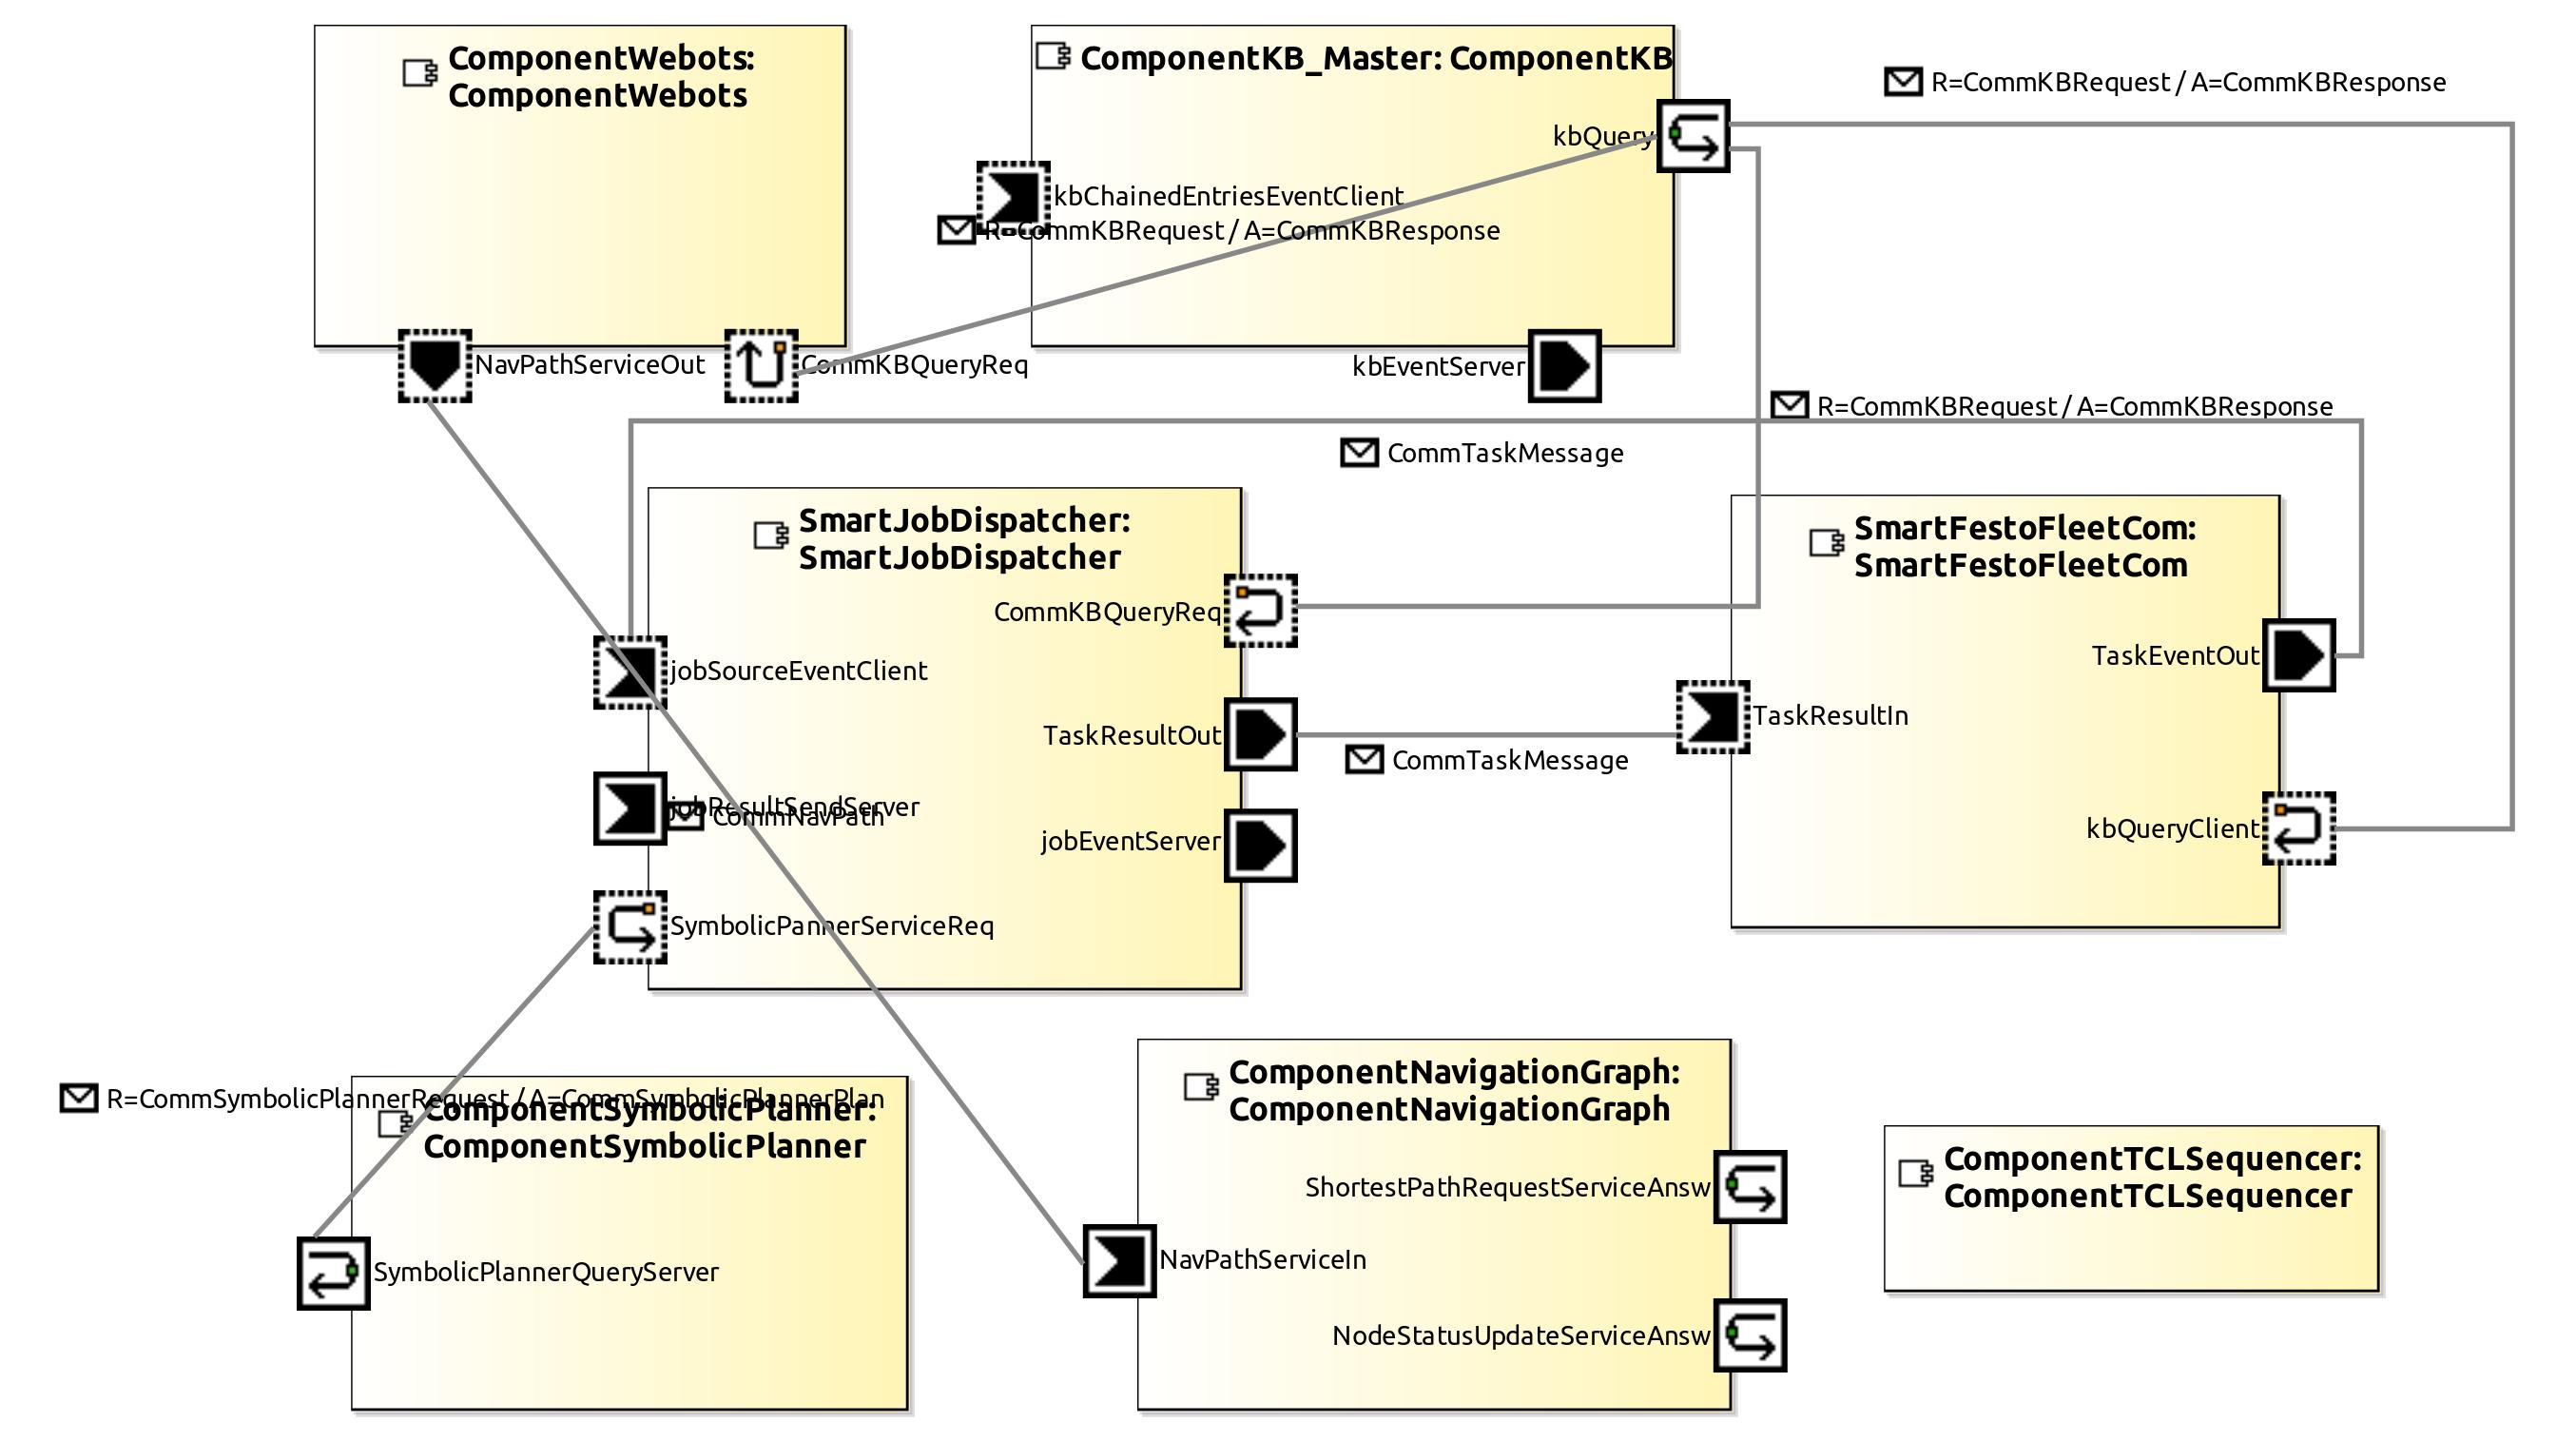 ComponentWebots:
ComponentWebots
NavPathServiceOut
CommKBQueryReq
ComponentKB_Master: ComponentKB
kbQuery
kbChainedEntriesEventClient
R=CommKBRequest / A=CommKBResponse
kbEventServer
R=CommKBRequest / A=CommKBResponse
R=CommKBRequest / A=CommKBResponse
CommTaskMessage
SmartJobDispatcher:
SmartJobDispatcher
CommKBQueryReq
jobSourceEventClient
TaskResultOut
jobResultSendServer
CommNavPath
jobEventServer
SymbolicPannerServiceReq
CommTaskMessage
SmartFestoFleetCom:
SmartFestoFleetCom
TaskEventOut
TaskResultIn
kbQueryClient
R=CommSymbolicPlannerRequest / A=CommSymbolicPlannerPlan
ComponentSymbolicPlanner:
ComponentSymbolicPlanner
SymbolicPlannerQueryServer
ComponentNavigationGraph:
ComponentNavigationGraph
ShortestPathRequestServiceAnsw
NavPathServiceIn
NodeStatusUpdateServiceAnsw
ComponentTCLSequencer:
ComponentTCLSequencer